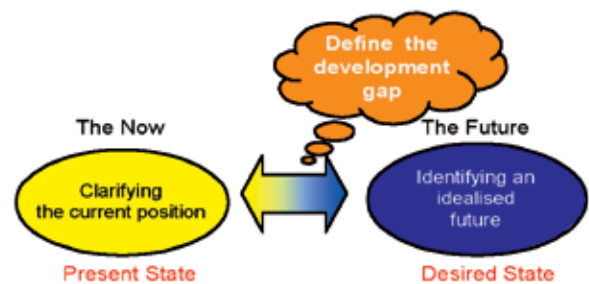 Define the
development
gap
The Now
The Future
Clarifying
the current position
Identifying an
idealised
future
Present State
Desired State